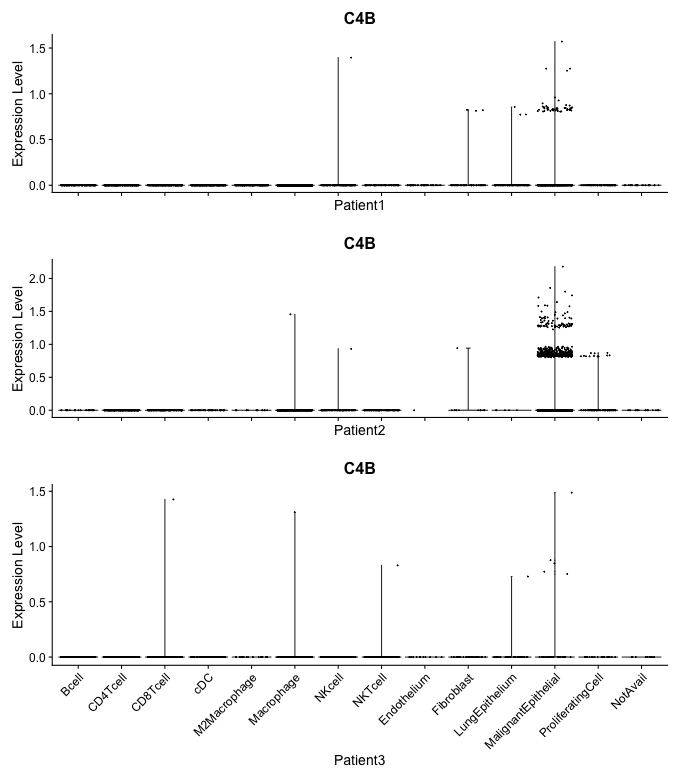 C4B
Expression Level
1.5
1.0
0.5
0.0
Patient1
C4B
Expression Level
2.0
1.5
1.0
0.5
0.0
Patient2
C4B
Expression Level
1.5
1.0
0.5
0.0
Bcell
CD4Tcell
CD8Tcell
cDC
M2Macrophage
Macrophage
NKcell
NKTcell
Endothelium
Fibroblast
LungEpithelium
MalignantEpithelial
ProliferatingCell
NotAvail
Patient3